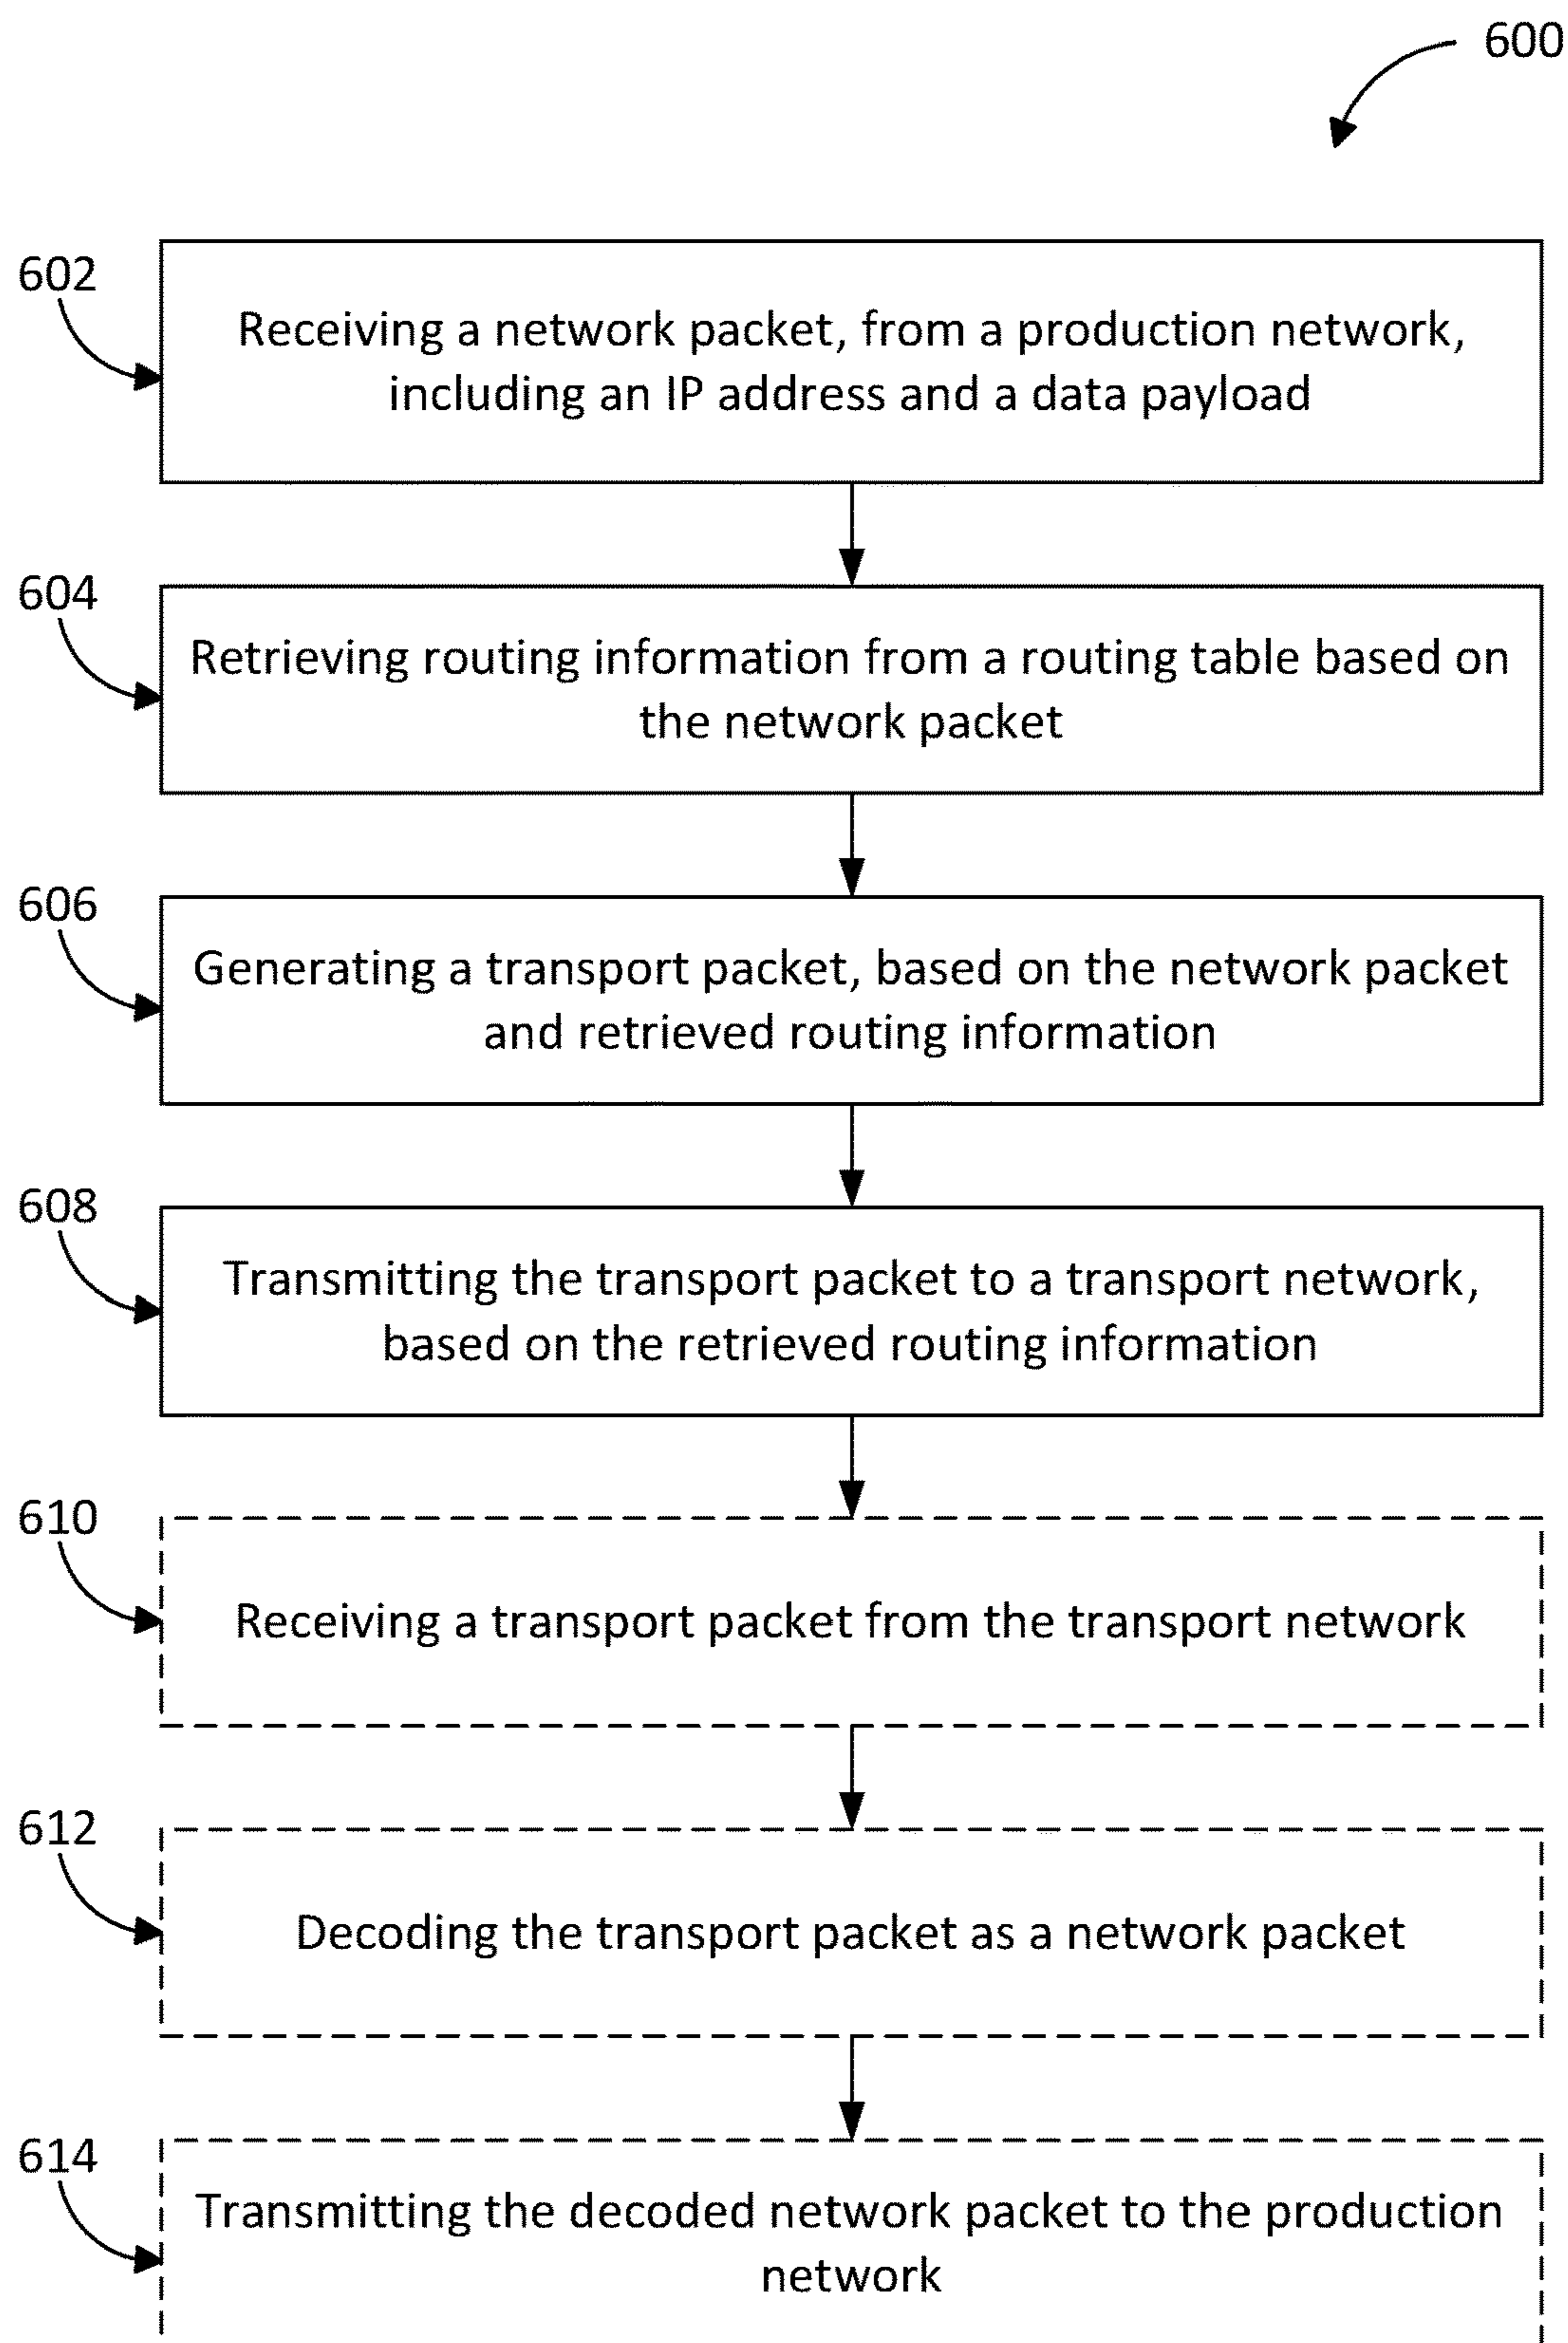 600
602
Receiving a network packet, from a production network,
including an IP address and a data payload
604
Retrieving routing information from a routing table based on
the network packet
606
Generating a transport packet, based on the network packet
and retrieved routing information
608
Transmitting the transport packet to a transport network,
based on the retrieved routing information
610
Receiving a transport packet from the transport network
612
Decoding the transport packet as a network packet
614
Transmitting the decoded network packet to the production
network